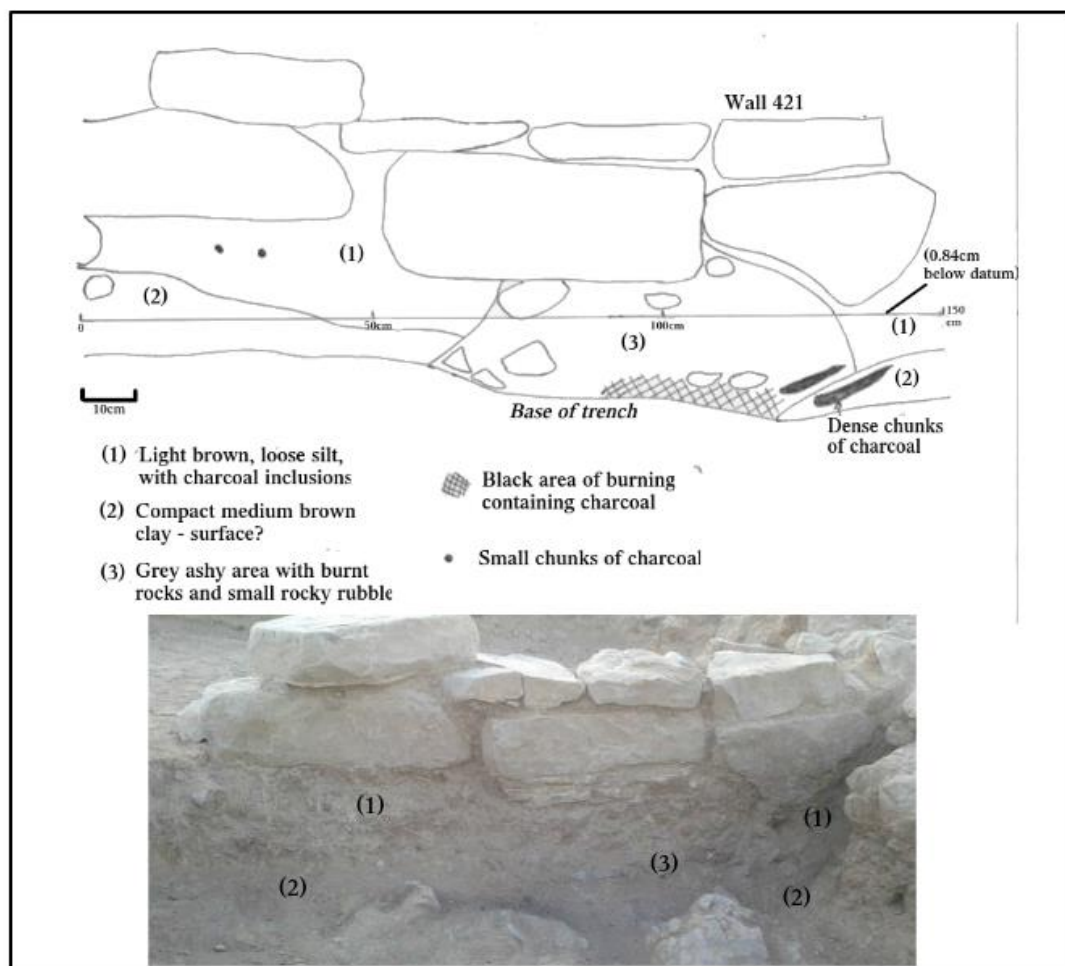 Wall 421
(0.84cm
below datum)
(1)
(2)
0
50cm
100cm
150
cm
(1)
(3)
(2)
10cm
Base of trench
Dense chunks
of charcoal
(1) Light brown, loose silt,
with charcoal inclusions
(2) Compact medium brown
clay - surface?
(3) Grey ashy area with burnt
rocks and small rocky rubble
Black area of burning
containing charcoal
Small chunks of charcoal
(1)
(1)
(3)
(2)
(2)